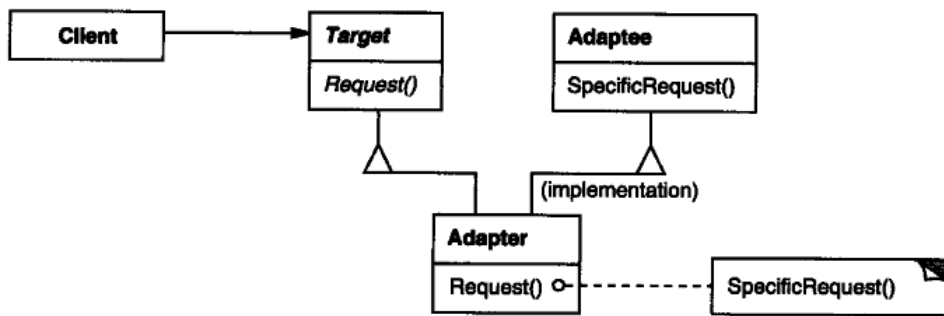 Client
Target
Request()
Adaptee
SpecificRequest()
(implementation)
Adapter
Request()
SpecificRequest()